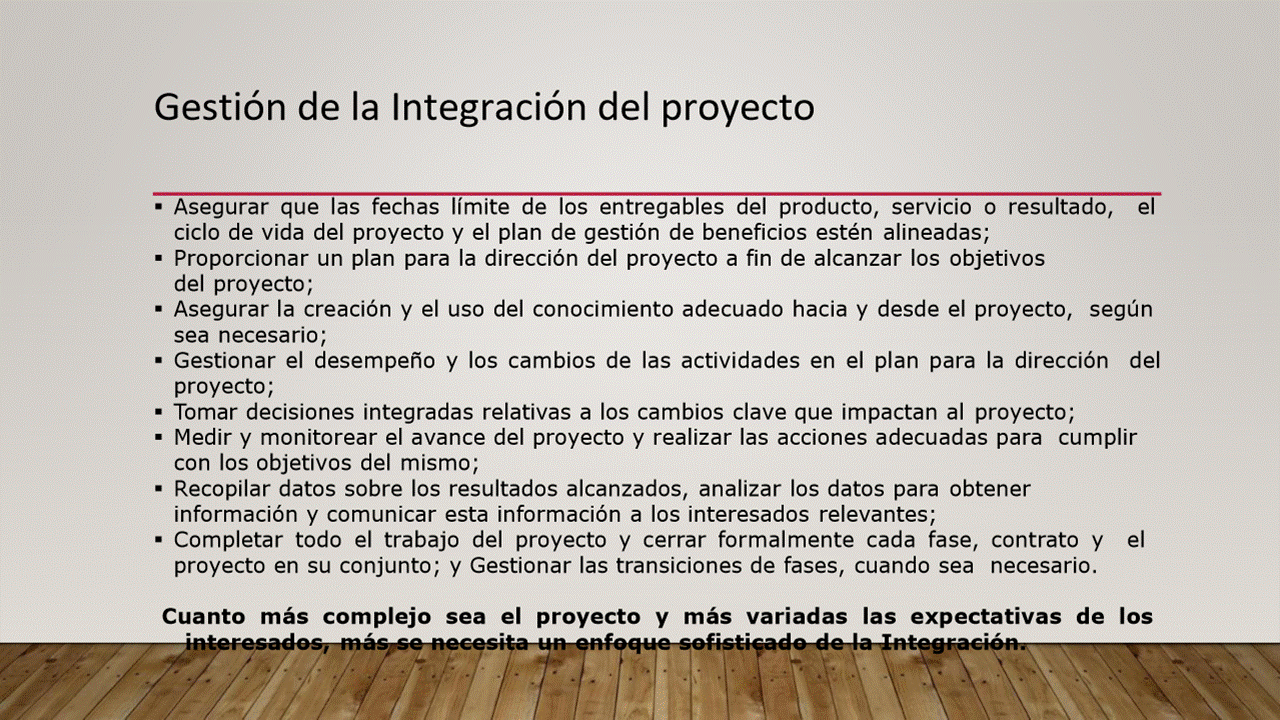 Gestión de la Integración del proyecto
▪ Asegurar que las fechas límite de los entregables del producto, servicio o resultado, el
ciclo de vida del proyecto y el plan de gestión de beneficios estén alineadas;
▪ Proporcionar un plan para la dirección del proyecto a fin de alcanzar los objetivos
del proyecto;
▪ Asegurar la creación y el uso del conocimiento adecuado hacia y desde el proyecto, según
sea necesario;
▪ Gestionar el desempeño y los cambios de las actividades en el plan para la dirección del
proyecto;
▪ Tomar decisiones integradas relativas a los cambios clave que impactan al proyecto;
▪ Medir y monitorear el avance del proyecto y realizar las acciones adecuadas para cumplir
con los objetivos del mismo;
▪ Recopilar datos sobre los resultados alcanzados, analizar los datos para obtener
información y comunicar esta información a los interesados relevantes;
▪ Completar todo el trabajo del proyecto y cerrar formalmente cada fase, contrato y el
proyecto en su conjunto; y Gestionar las transiciones de fases, cuando sea necesario.
Cuanto más complejo sea el proyecto y más variadas las expectativas de los
interesados, más se necesita un enfoque sofisticado de la Integración.